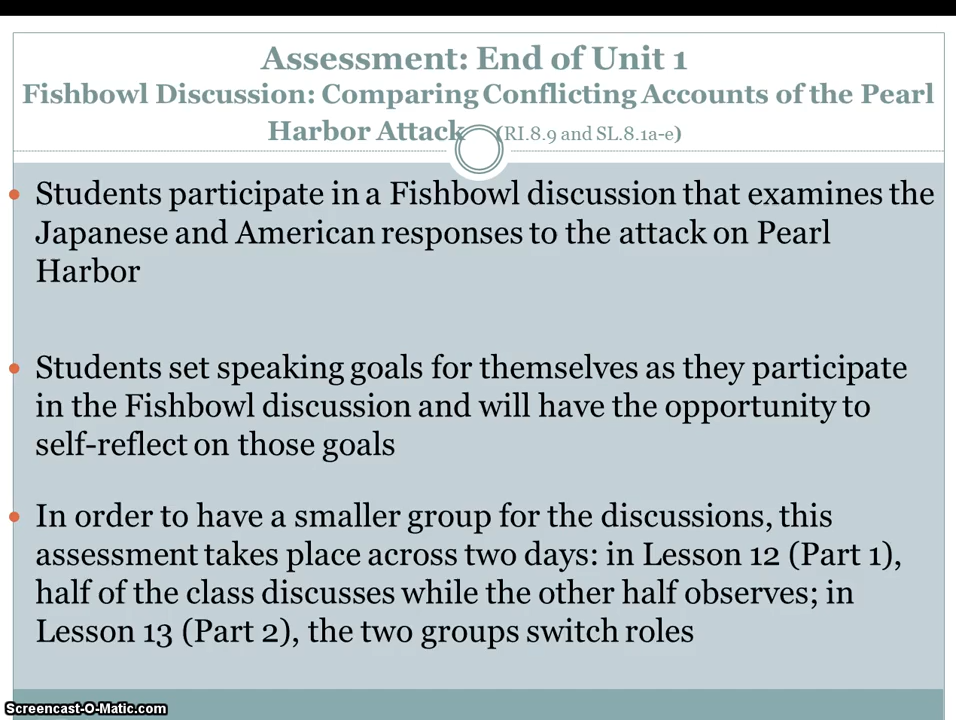 Assessment: End of Unit 1
Fishbowl Discussion: Comparing Conflicting Accounts of the Pearl
Harbor Attack (RI.8.9 and SL.8.1a-e)
• Students participate in a Fishbowl discussion that examines the
Japanese and American responses to the attack on Pearl
Harbor
• Students set speaking goals for themselves as they participate
in the Fishbowl discussion and will have the opportunity to
self-reflect on those goals
• In order to have a smaller group for the discussions, this
assessment takes place across two days: in Lesson 12 (Part 1),
half of the class discusses while the other half observes; in
Lesson 13 (Part 2), the two groups switch roles
Screencast-O-Matic.com